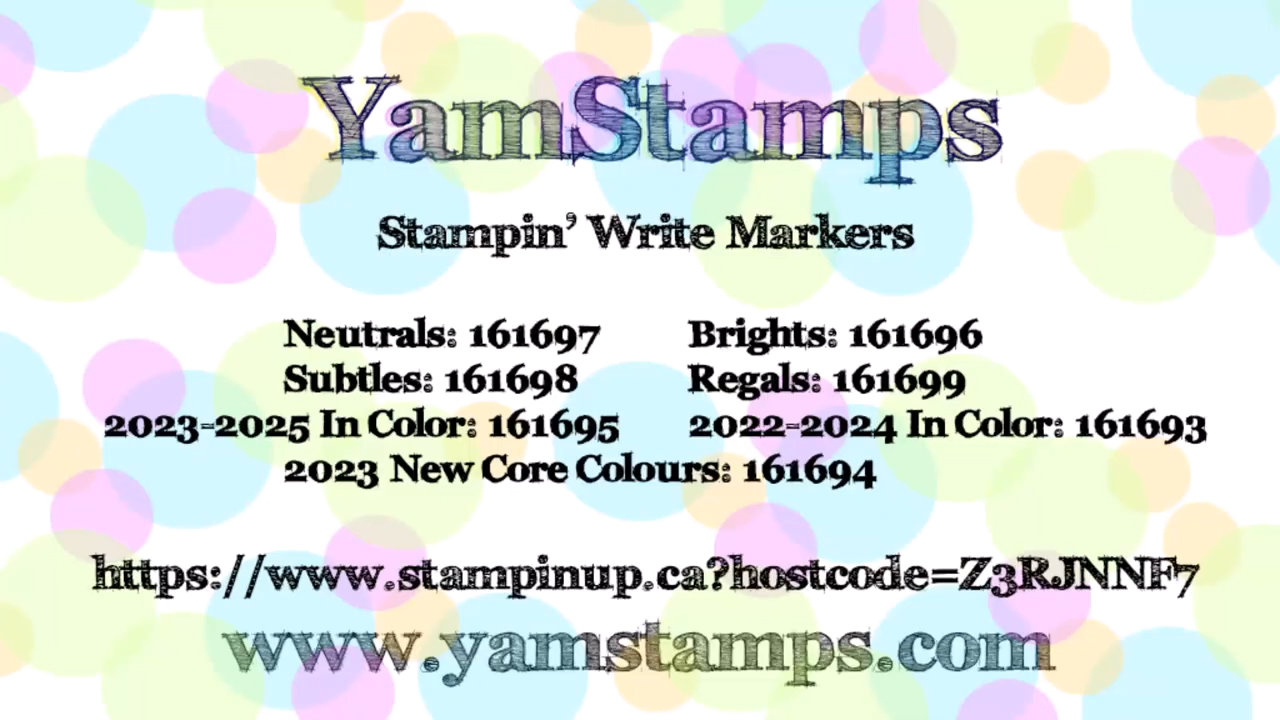 YamStamps
Stampin’ Write Markers
Neutrals: 161697 Brights: 161696
Subtles: 161698 Regals: 161699
2023-2025 In Color: 161695 2022-2024 In Color: 161693
2023 New Core Colours: 161694
https://www.stampinup.ca?hostcode=Z3RJNNF7
www.yamstamps.com